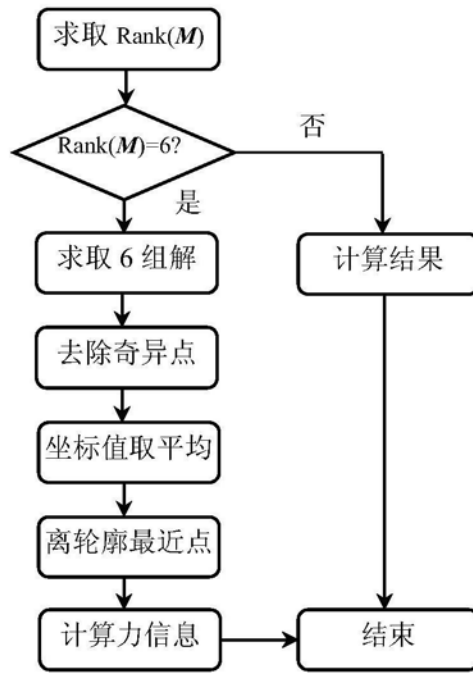 求取 Rank(M)
Rank(M)=6?
否
是
求取 6 组解
计算结果
去除奇异点
坐标值取平均
离轮廓最近点
计算力信息
结束